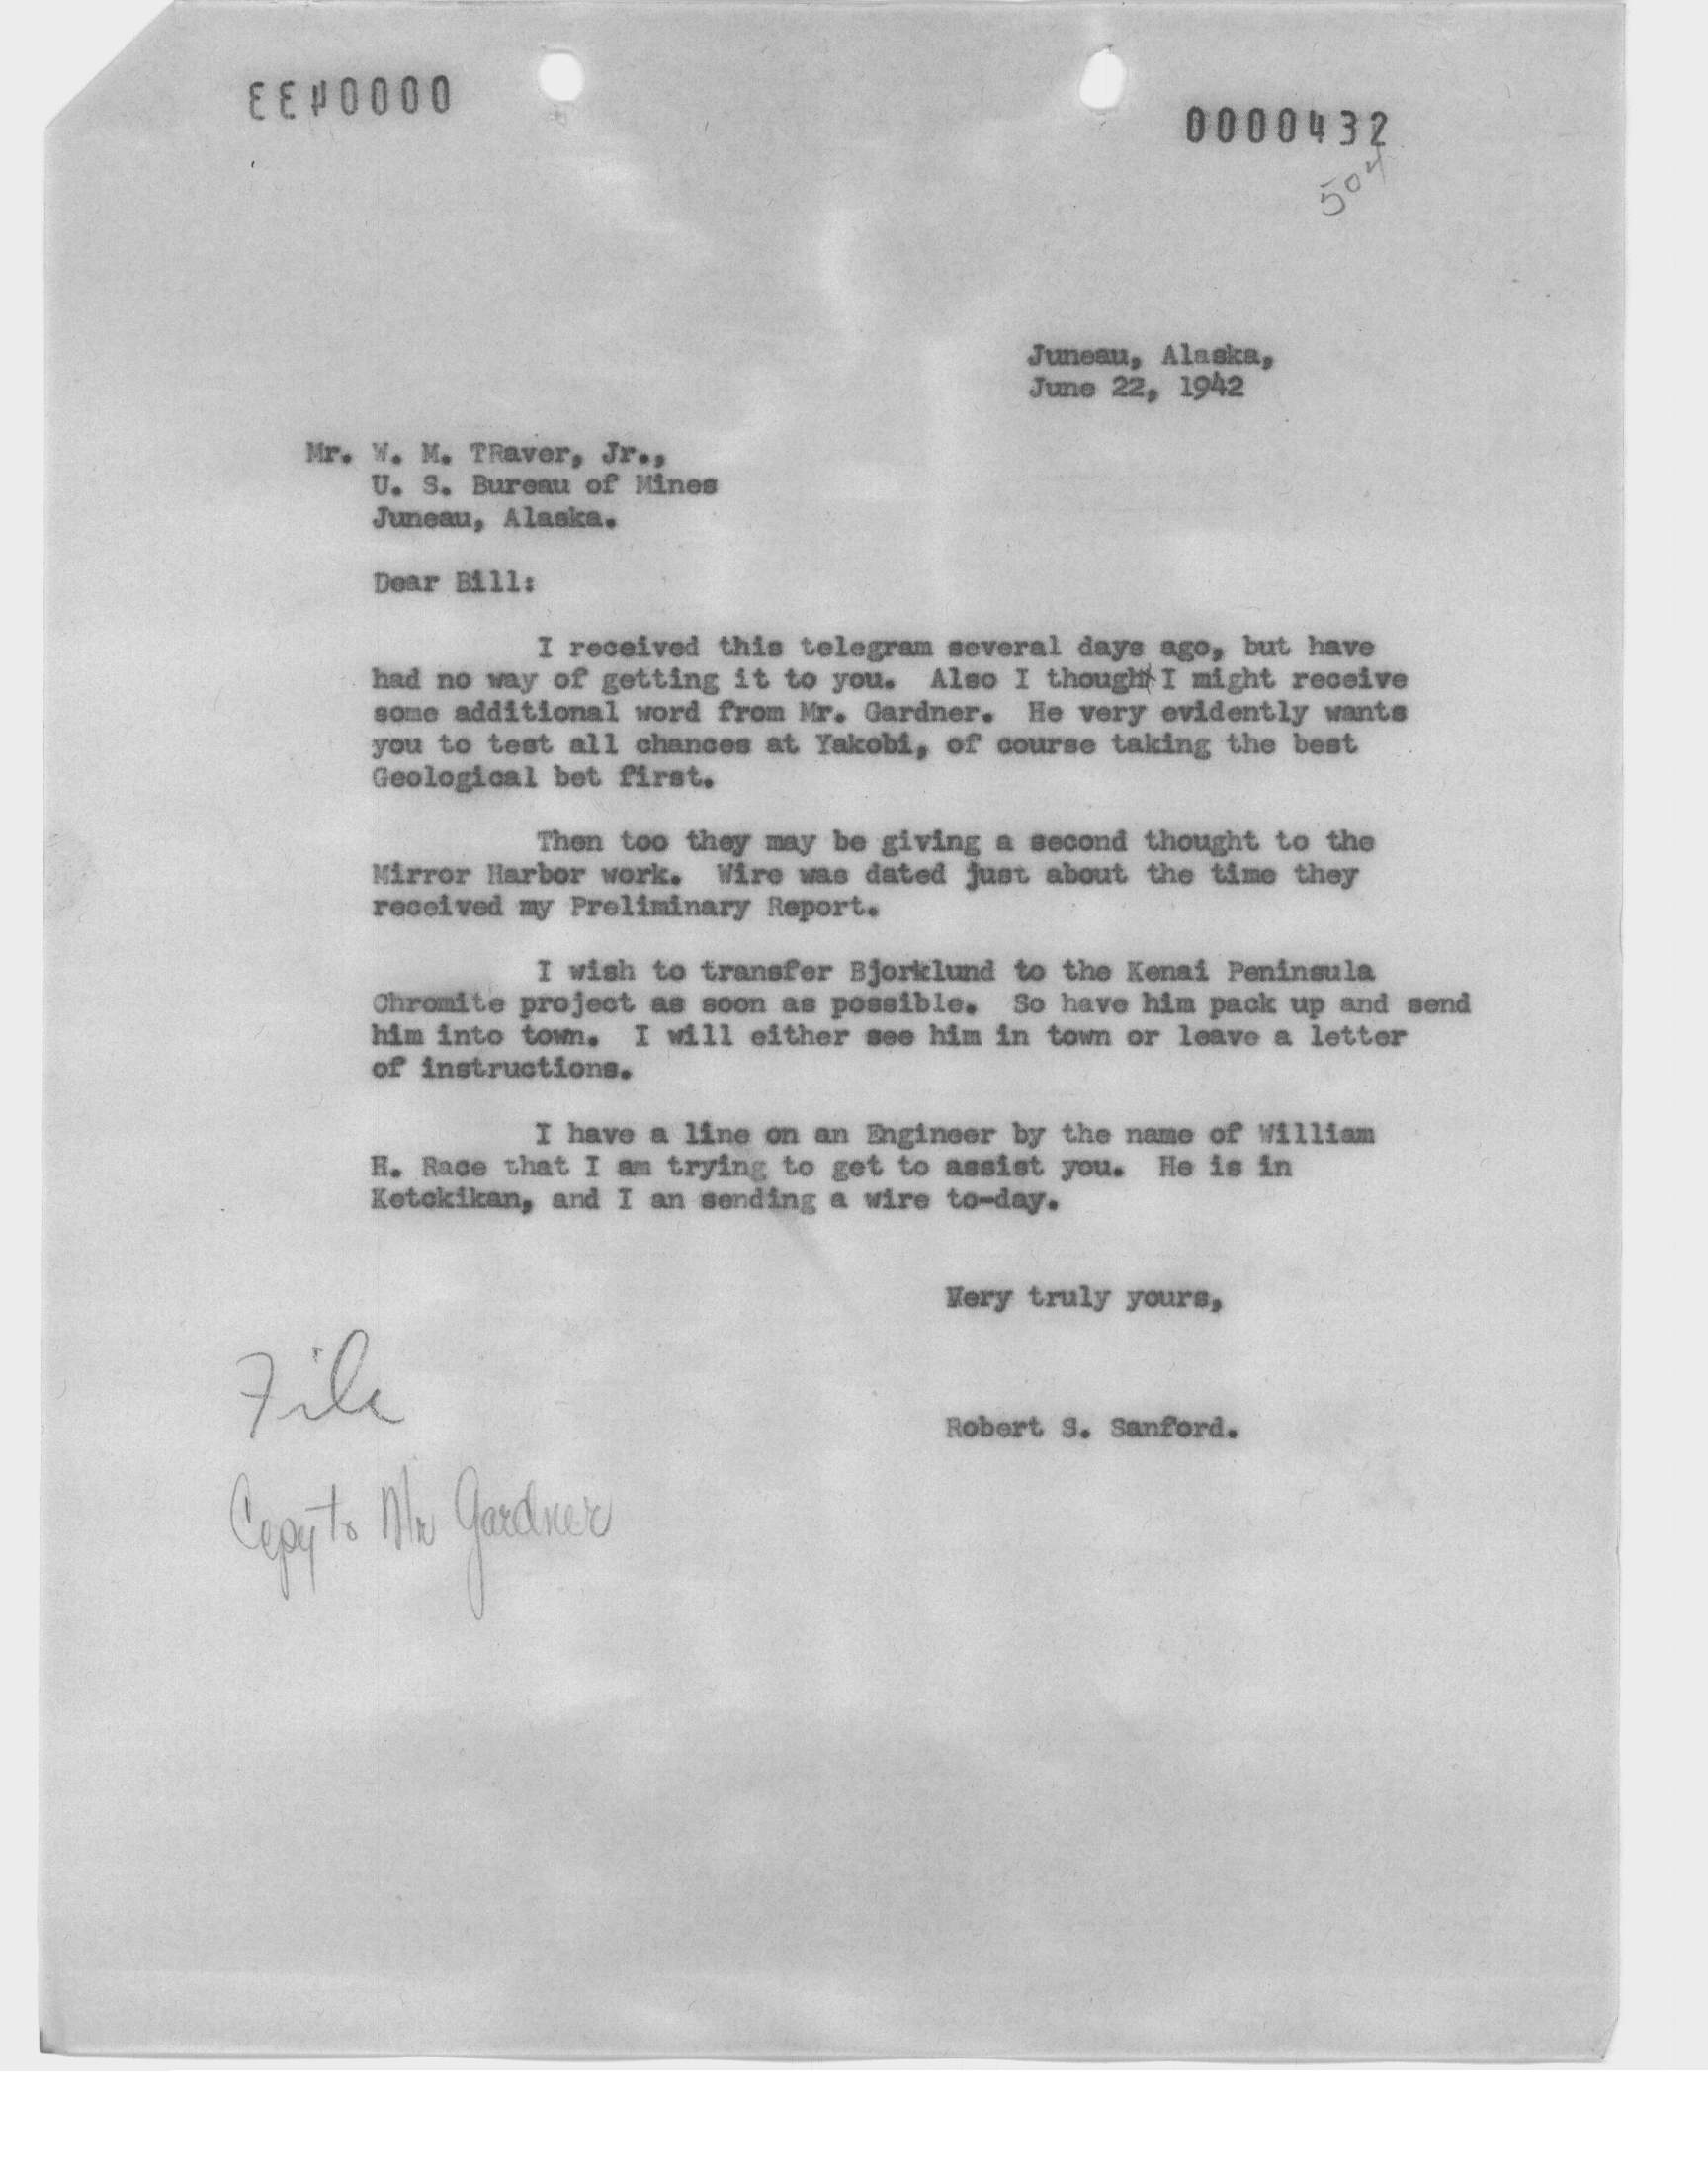 0000433
0000432
504
Juneau, Alaska,
June 22, 1942
Mr. W. M. TRaver, Jr.,
U. S. Bureau of Mines
Juneau, Alaska.
Dear Bill:
I received this telegram several days ago, but have
had no way of getting it to you. Also I thought I might receive
some additional word from Mr. Gardner. He very evidently wants
you to test all chances at Yakobi, of course taking the best
Geological bet first.
Then too they may be giving a second thought to the
Mirror Harbor work. Wire was dated just about the time they
received my Preliminary Report.
I wish to transfer Bjorklund to the Kenai Peninsula
Chromite project as soon as possible. So have him pack up and send
him into town. I will either see him in town or leave a letter
of instructions.
I have a line on an Engineer by the name of William
H. Race that I am trying to get to assist you. He is in
Ketckikan, and I an sending a wire to-day.
Very truly yours,
Robert S. Sanford.
File
Copy to Mr Gardner